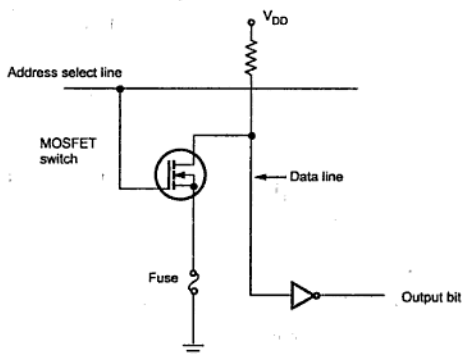 V_DD
Address select line
MOSFET
switch
Data line
Fuse
Output bit